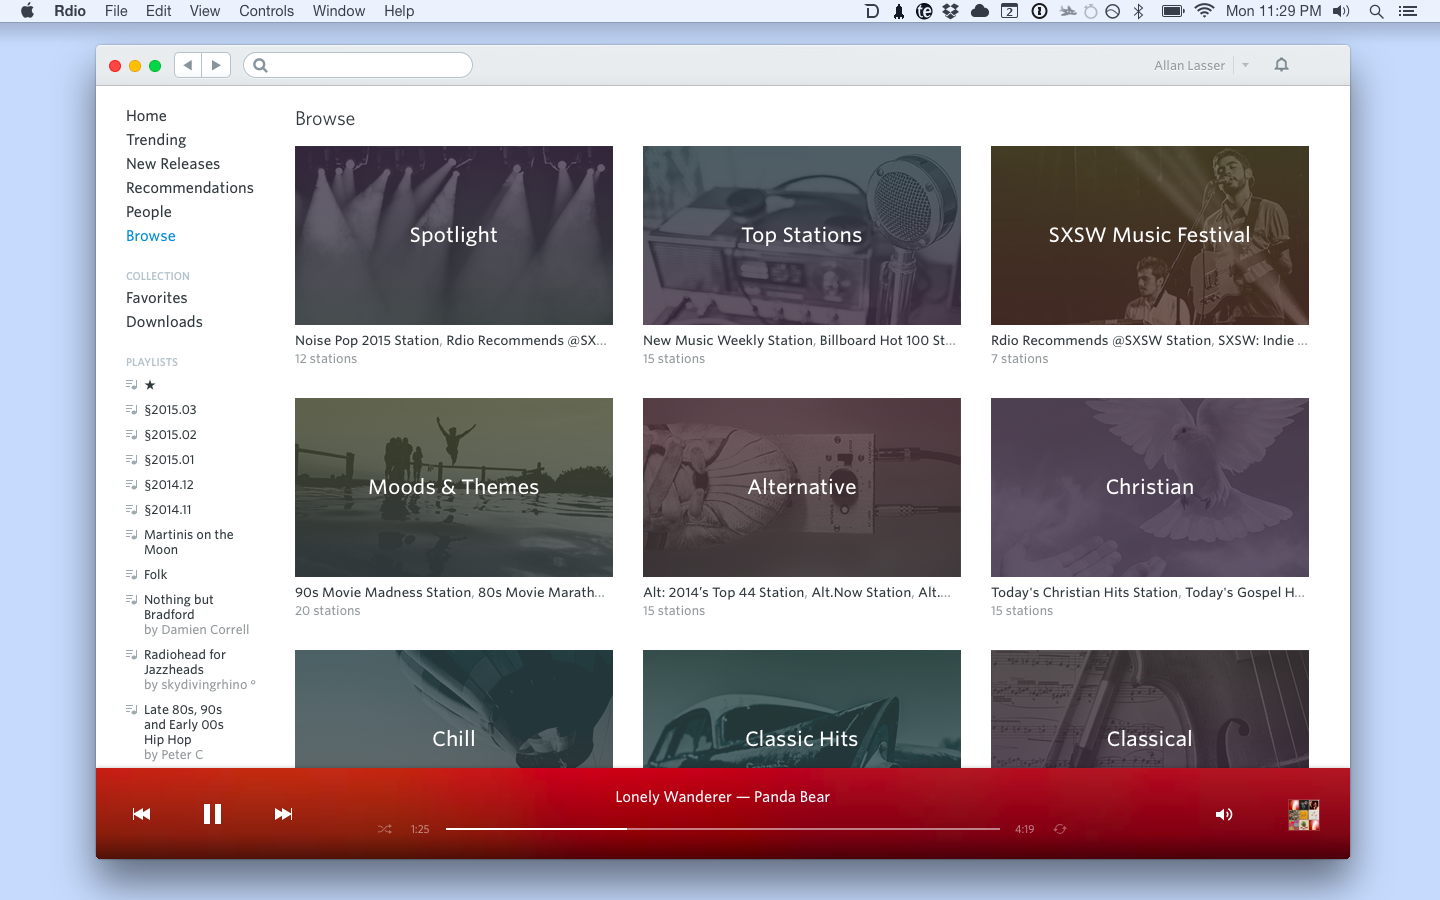 Rdio File Edit View Controls Window Help
2
Mon 11:29 PM
Allan Lasser
Home
Trending
New Releases
Recommendations
People
Browse
COLLECTION
Favorites
Downloads
PLAYLISTS
★
§2015.03
§2015.02
§2015.01
§2014.12
§2014.11
Martinis on the
Moon
Folk
Nothing but
Bradford
by Damien Correll
Radiohead for
Jazzheads
by skydivingrhino °
Late 80s, 90s
and Early 00s
Hip Hop
by Peter C
Browse
Spotlight
Noise Pop 2015 Station, Rdio Recommends @SX...
12 stations
Top Stations
New Music Weekly Station, Billboard Hot 100 St...
15 stations
SXSW Music Festival
Rdio Recommends @SXSW Station, SXSW: Indie ...
7 stations
Moods & Themes
90s Movie Madness Station, 80s Movie Marath...
20 stations
Alternative
Alt: 2014's Top 44 Station, Alt.Now Station, Alt....
15 stations
Christian
Today's Christian Hits Station, Today's Gospel H...
15 stations
Chill
Classic Hits
Classical
Lonely Wanderer — Panda Bear
1:25
4:19